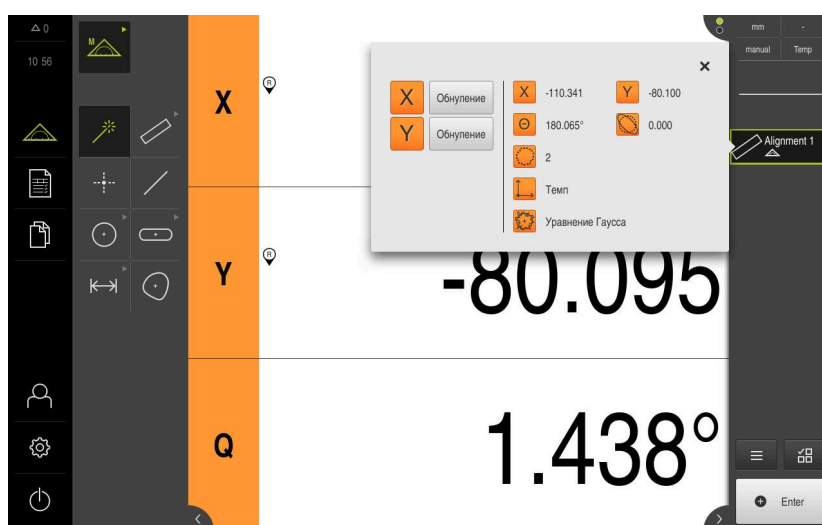 0
10 56
M
X
R
Y
R
-80.095
Q
1.438°
X Обнуление
Y Обнуление
X -110.341 Y -80.100
Θ 180.065° 0.000
2
Темп
Уравнение Гаусса
mm -
manual Temp
Alignment 1
Enter